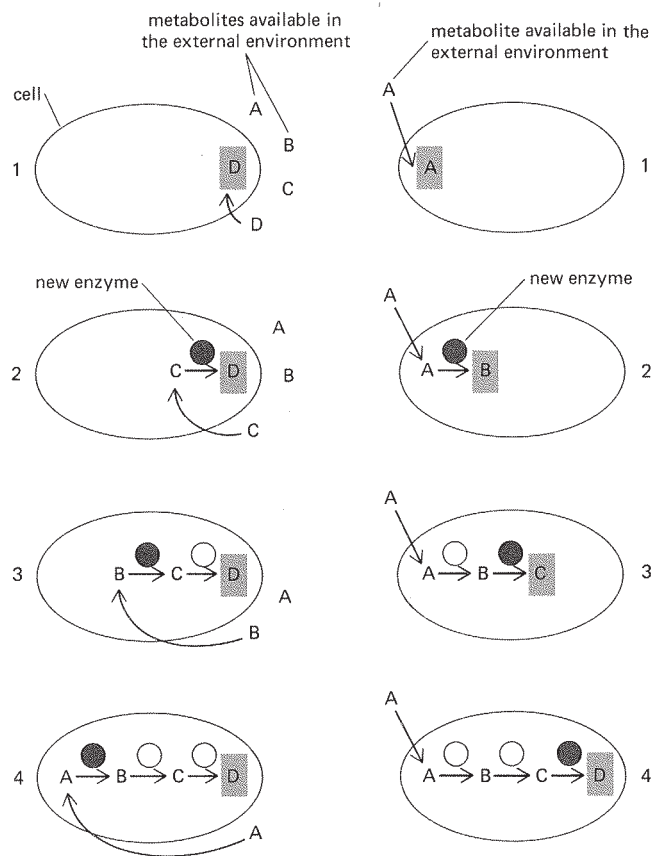 metabolites available in
the external environment
cell
A
B
1
D
C
D
new enzyme
A
2
C
D
B
C
3
B
C
D
A
B
4
A
B
C
D
A
metabolite available in the
external environment
A
A
1
new enzyme
A
A
B
2
A
A
B
C
3
A
A
B
C
D
4